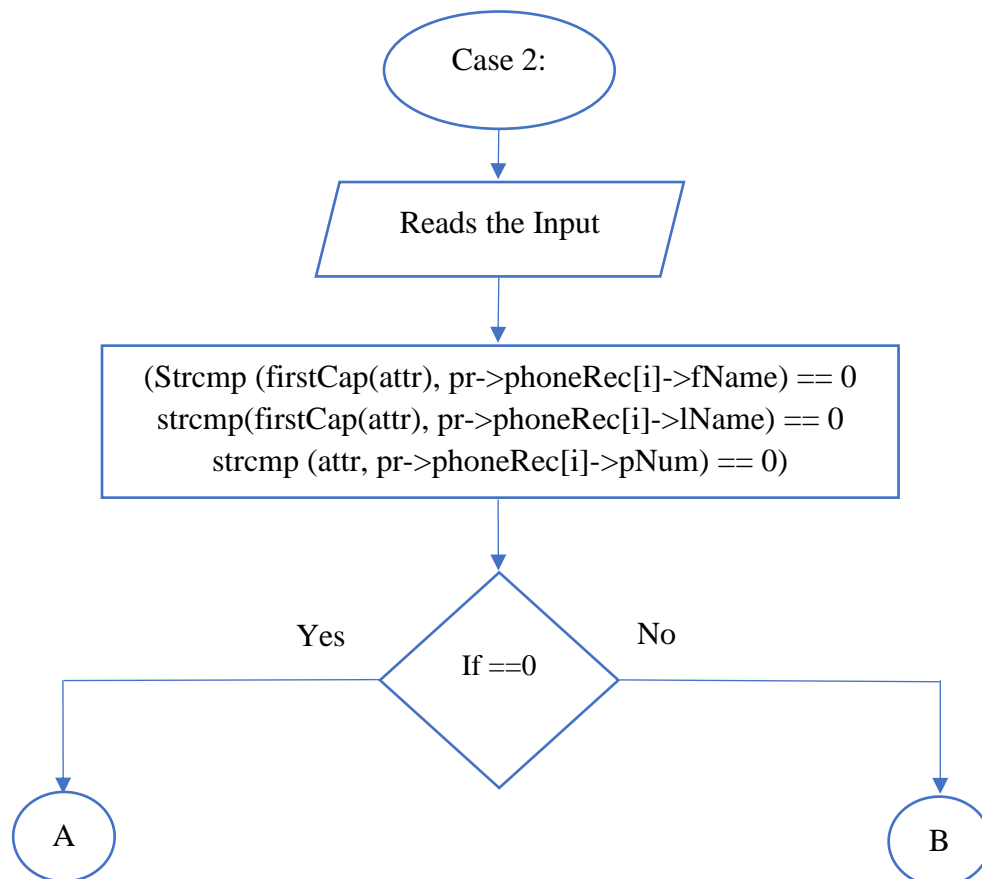 Case 2:
Reads the Input
(Strcmp (firstCap(attr), pr->phoneRec[i]->fName) == 0
strcmp(firstCap(attr), pr->phoneRec[i]->lName) == 0
strcmp (attr, pr->phoneRec[i]->pNum) == 0)
Yes
No
If ==0
A
B